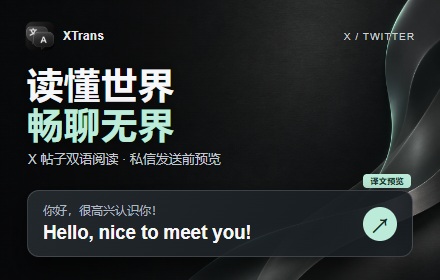 XTrans
X / TWITTER
读懂世界
畅聊无界
X 帖子双语阅读 · 私信发送前预览
译文预览
你好，很高兴认识你！
Hello, nice to meet you!